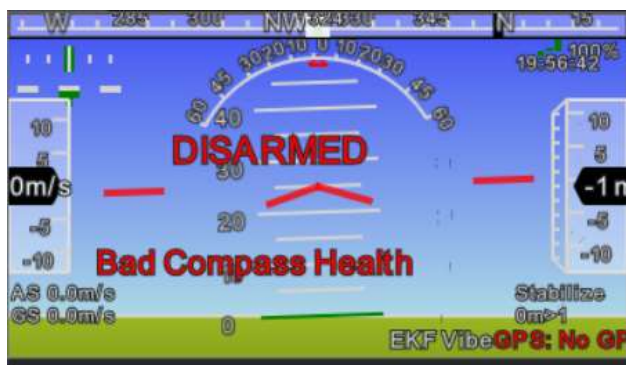 W 285 300 NW 324 330 345 N 15
60 45 30 20 10 0 10 20 30 45 60
100%
19:56:42
40
DISARMED
10 10
5 5
30
0m/s -1 m
20
-5 -5
-10 Bad Compass Health -10
AS 0.0m/s Stabilize
GS 0.0m/s 0m>1
0
EKF Vibe GPS: No GP